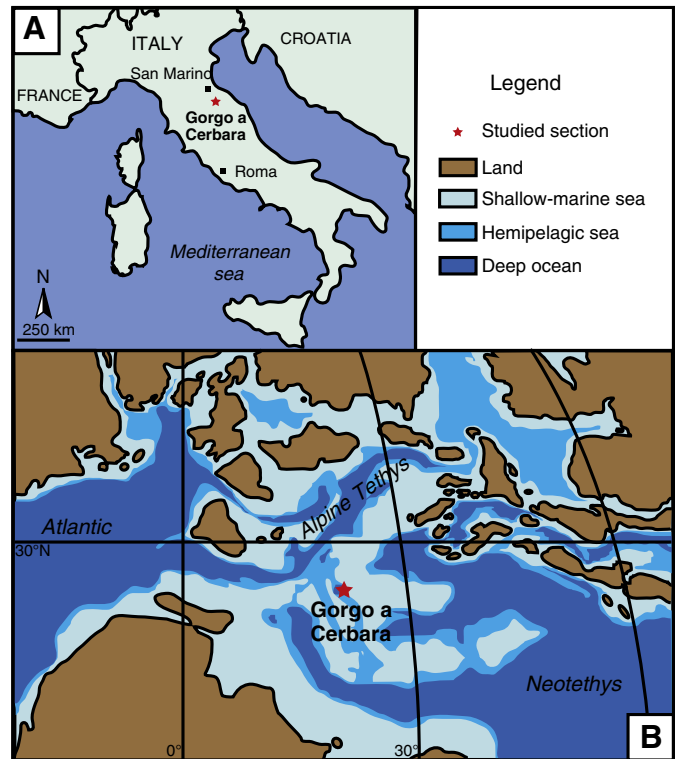 A
ITALY
CROATIA
San Marino
FRANCE
Gorgo a
Cerbara
Roma
Mediterranean
sea
N
250 km
Legend
Studied section
Land
Shallow-marine sea
Hemipelagic sea
Deep ocean
Alpine Tethys
Atlantic
30°N
Gorgo a
Cerbara
Neotethys
0°
30°
B